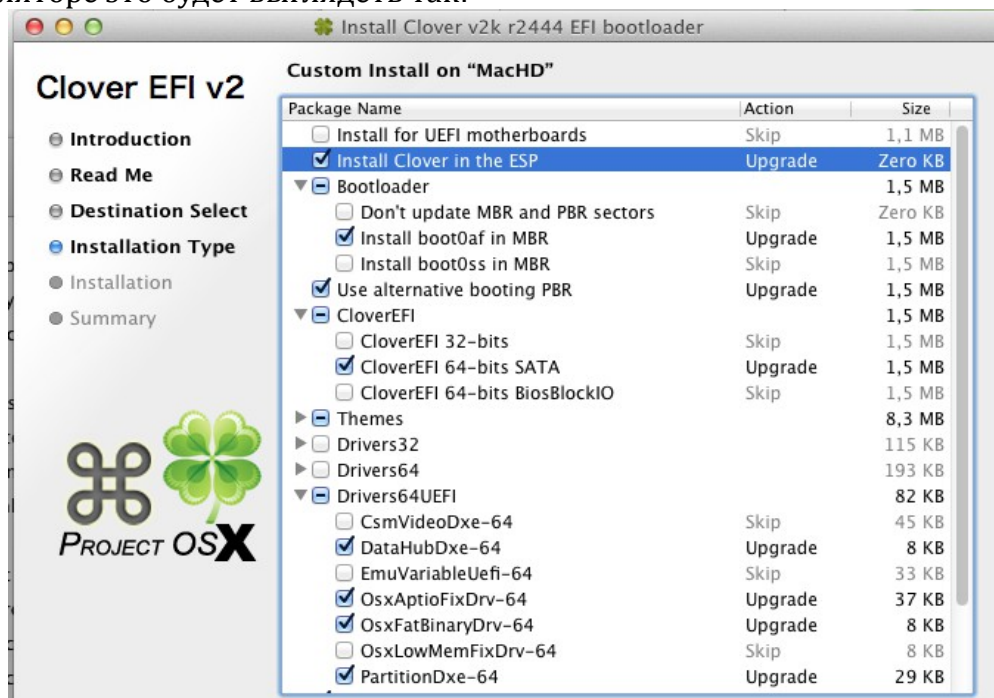 это будет выглядеть так:
Install Clover v2k r2444 EFI bootloader
Clover EFI v2
Introduction
Read Me
Destination Select
Installation Type
Installation
Summary
PROJECT OSX
Custom Install on “MacHD”
Package Name Action Size
Install for UEFI motherboards Skip 1,1 MB
Install Clover in the ESP Upgrade Zero KB
Bootloader 1,5 MB
Don't update MBR and PBR sectors Skip Zero KB
Install boot0af in MBR Upgrade 1,5 MB
Install boot0ss in MBR Skip 1,5 MB
Use alternative booting PBR Upgrade 1,5 MB
CloverEFI 1,5 MB
CloverEFI 32-bits Skip 1,5 MB
CloverEFI 64-bits SATA Upgrade 1,5 MB
CloverEFI 64-bits BiosBlockIO Skip 1,5 MB
Themes 8,3 MB
Drivers32 115 KB
Drivers64 193 KB
Drivers64UEFI 82 KB
CsmVideoDxe-64 Skip 45 KB
DataHubDxe-64 Upgrade 8 KB
EmuVariableUefi-64 Skip 33 KB
OsxAptioFixDrv-64 Upgrade 37 KB
OsxFatBinaryDrv-64 Upgrade 8 KB
OsxLowMemFixDrv-64 Skip 8 KB
PartitionDxe-64 Upgrade 29 KB